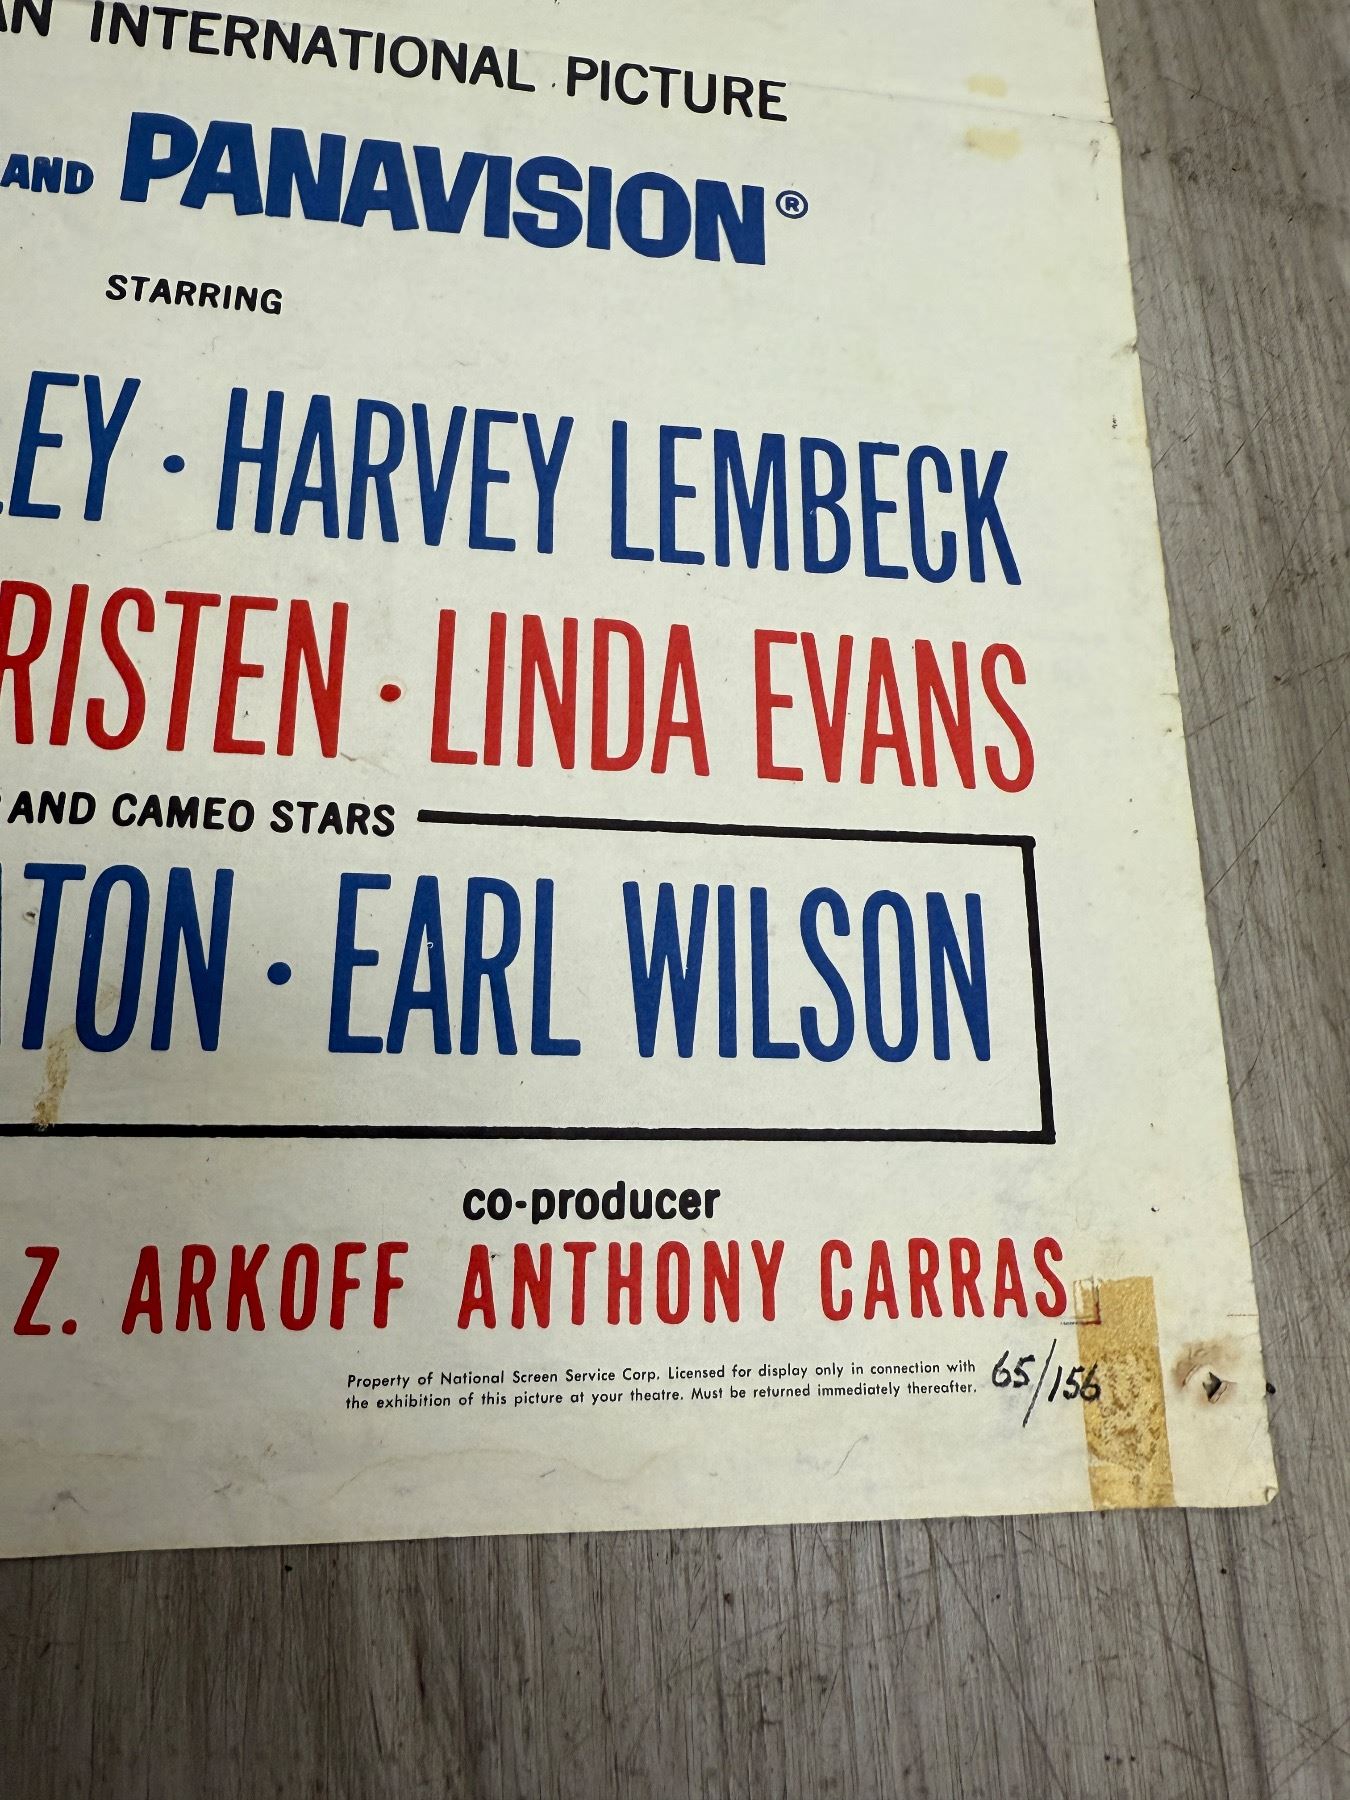 AN INTERNATIONAL PICTURE
AND PANAVISION®
STARRING
LEY • HARVEY LEMBECK
RISTEN • LINDA EVANS
AND CAMEO STARS
TON • EARL WILSON
co-producer
Z. ARKOFF ANTHONY CARRAS
Property of National Screen Service Corp. Licensed for display only in connection with
the exhibition of this picture at your theatre. Must be returned immediately thereafter.
65/156